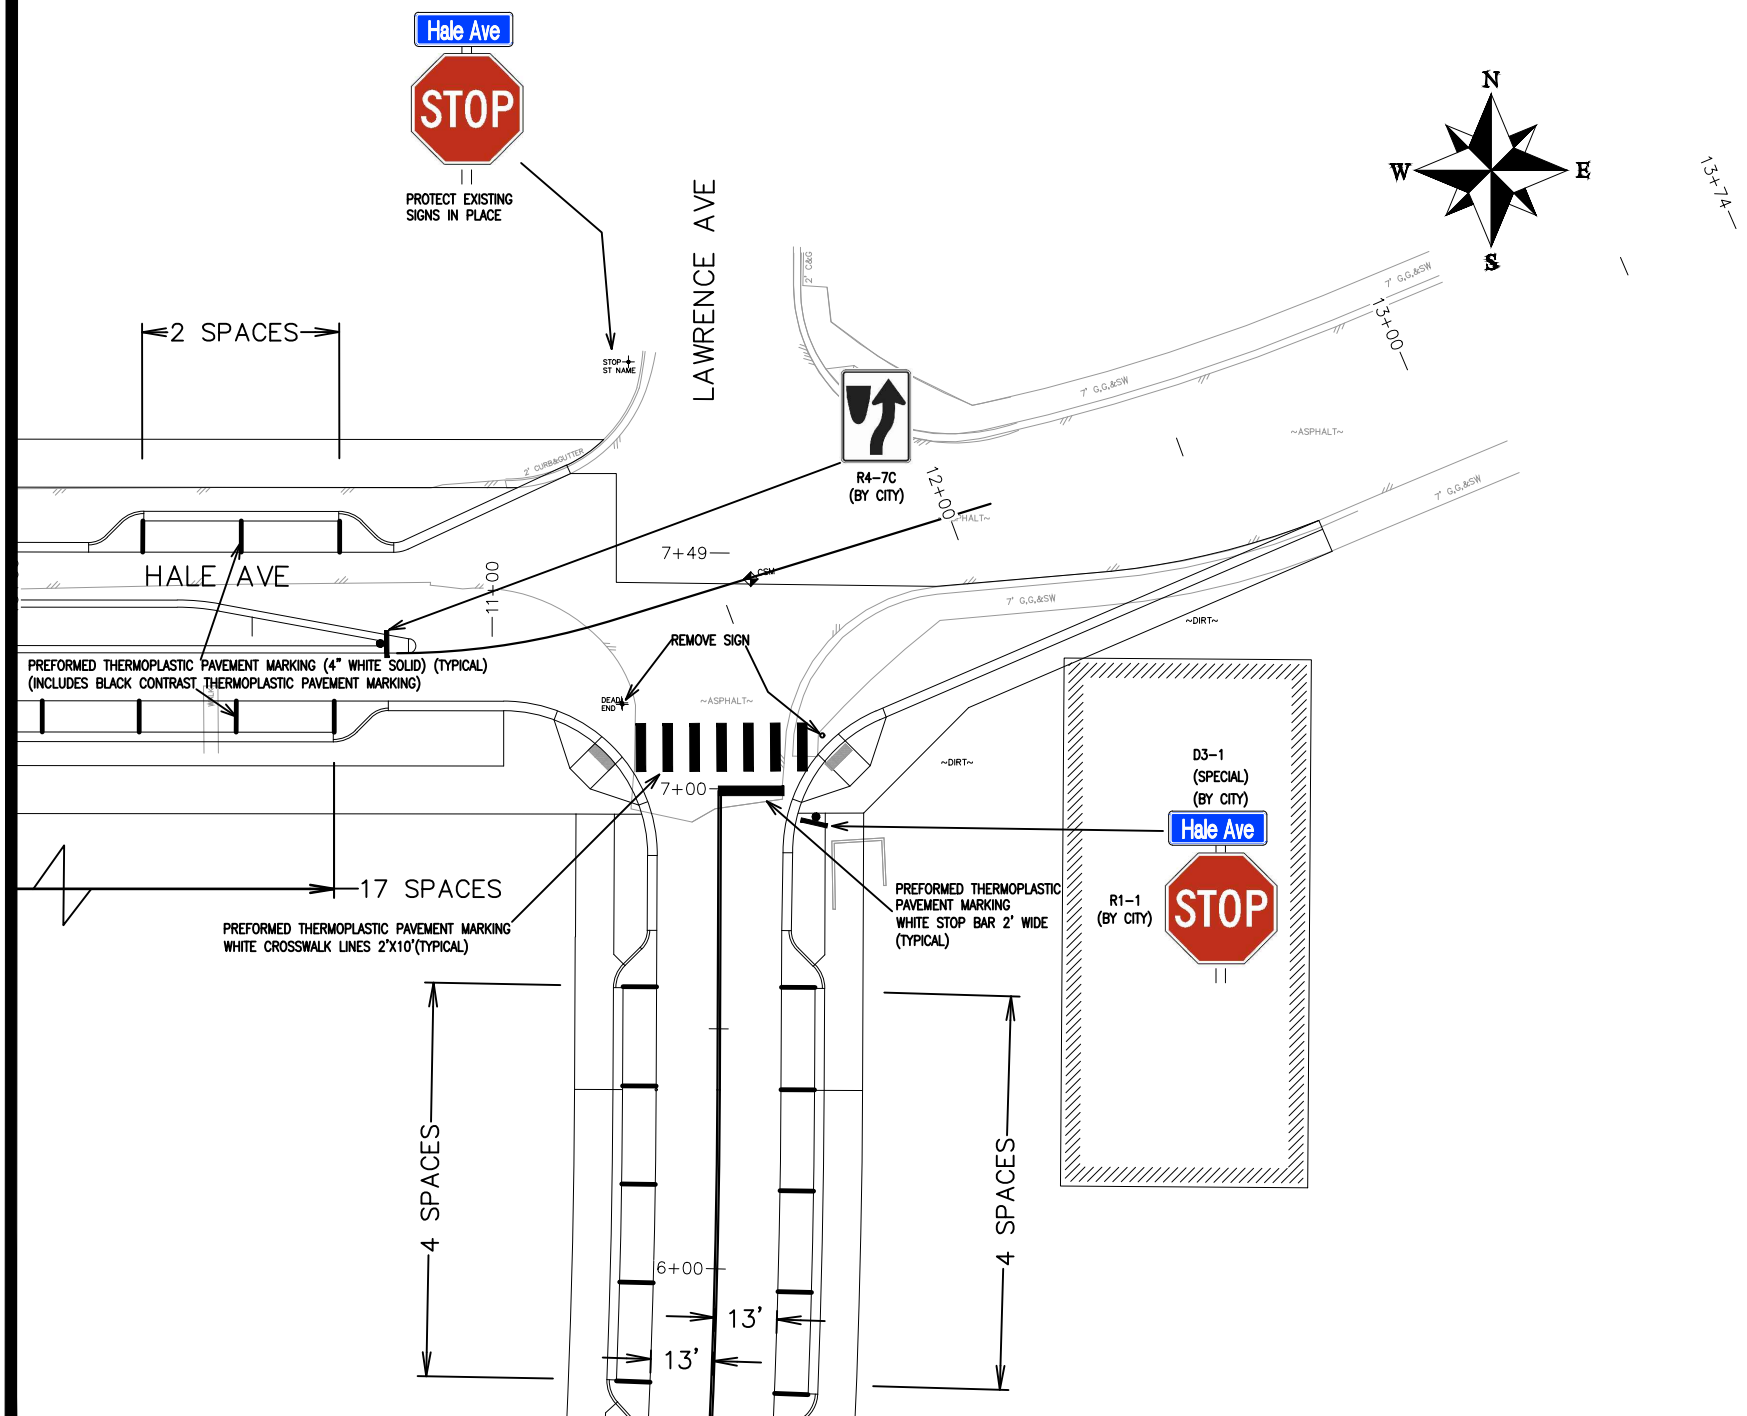 Hale Ave
STOP
PROTECT EXISTING
SIGNS IN PLACE
LAWRENCE AVE
N
W
E
S
13+74
2' C&G
7' G,G,&SW
13+00
2 SPACES
STOP
ST NAME
7' G,G,&SW
~ASPHALT~
2' CURB&GUTTER
R4-7C
(BY CITY)
12+00
HALT~
7' G,G,&SW
7+49
CSM
HALE AVE
11+00
7' G,G,&SW
~DIRT~
REMOVE SIGN
PREFORMED THERMOPLASTIC PAVEMENT MARKING (4" WHITE SOLID) (TYPICAL)
(INCLUDES BLACK CONTRAST THERMOPLASTIC PAVEMENT MARKING)
DEAD
END
~ASPHALT~
~DIRT~
D3-1
(SPECIAL)
(BY CITY)
7+00
Hale Ave
STOP
R1-1
(BY CITY)
17 SPACES
PREFORMED THERMOPLASTIC PAVEMENT MARKING
WHITE CROSSWALK LINES 2'X10'(TYPICAL)
PREFORMED THERMOPLASTIC
PAVEMENT MARKING
WHITE STOP BAR 2' WIDE
(TYPICAL)
4 SPACES
4 SPACES
6+00
13'
13'